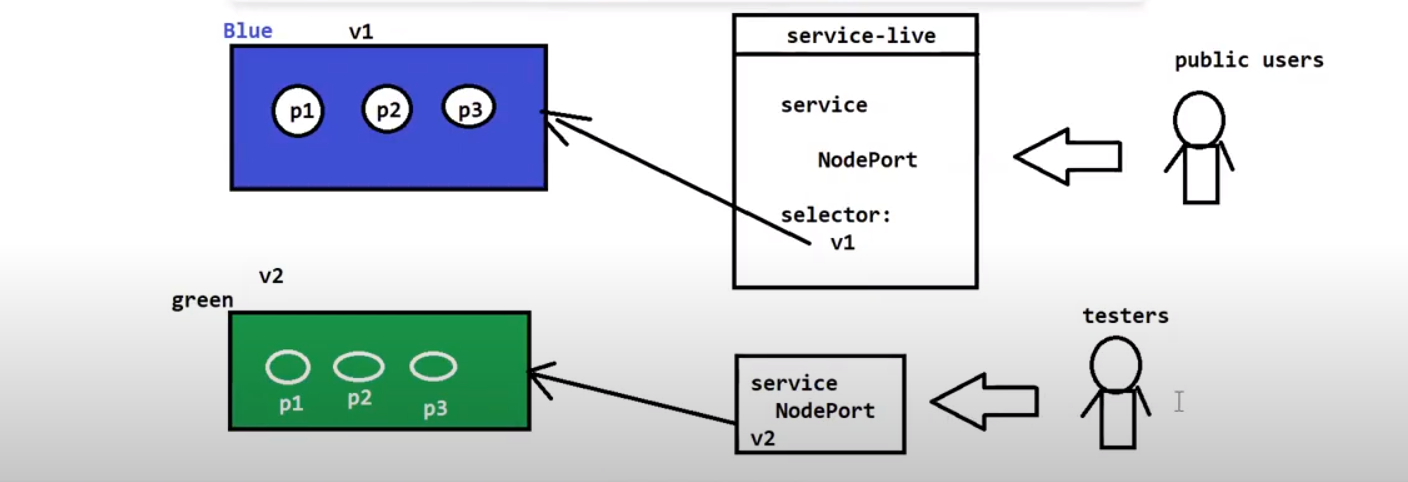 Blue v1
p1 p2 p3
service-live
service
NodePort
selector:
v1
public users
v2
green
p1 p2 p3
service
NodePort
v2
testers